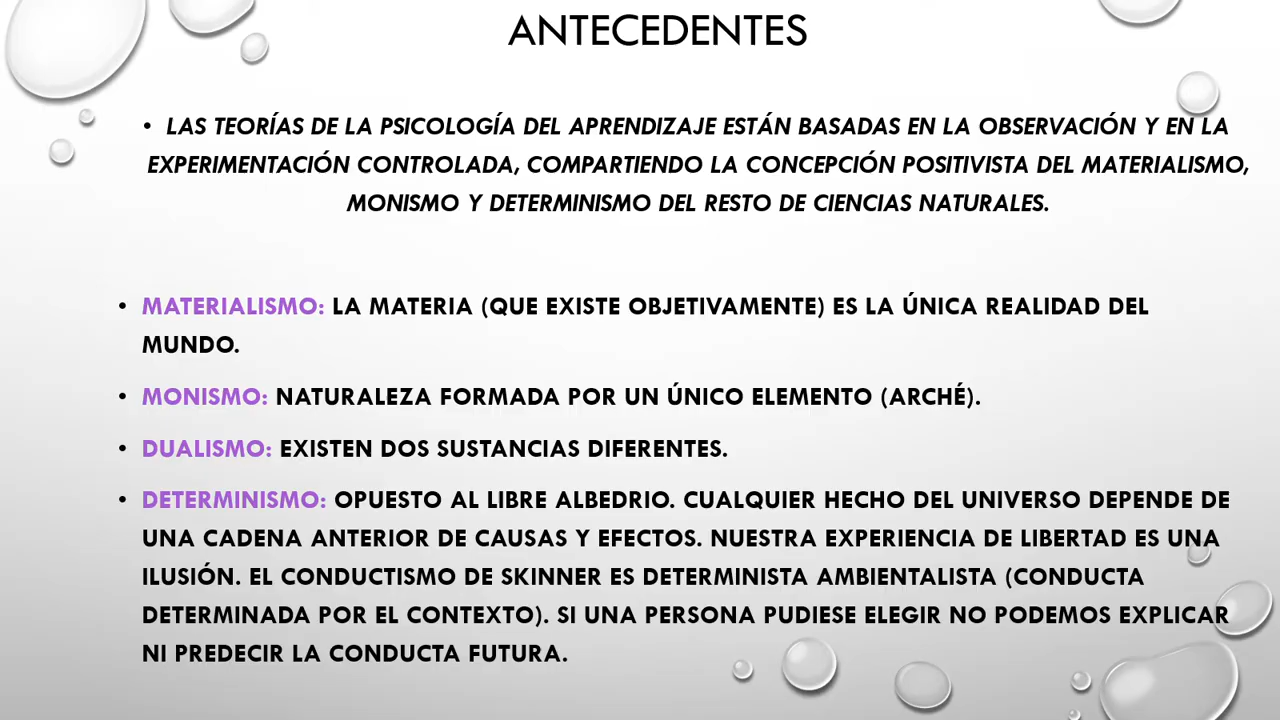 ANTECEDENTES
• LAS TEORÍAS DE LA PSICOLOGÍA DEL APRENDIZAJE ESTÁN BASADAS EN LA OBSERVACIÓN Y EN LA
EXPERIMENTACIÓN CONTROLADA, COMPARTIENDO LA CONCEPCIÓN POSITIVISTA DEL MATERIALISMO,
MONISMO Y DETERMINISMO DEL RESTO DE CIENCIAS NATURALES.
• MATERIALISMO: LA MATERIA (QUE EXISTE OBJETIVAMENTE) ES LA ÚNICA REALIDAD DEL
MUNDO.
• MONISMO: NATURALEZA FORMADA POR UN ÚNICO ELEMENTO (ARCHÉ).
• DUALISMO: EXISTEN DOS SUSTANCIAS DIFERENTES.
• DETERMINISMO: OPUESTO AL LIBRE ALBEDRIO. CUALQUIER HECHO DEL UNIVERSO DEPENDE DE
UNA CADENA ANTERIOR DE CAUSAS Y EFECTOS. NUESTRA EXPERIENCIA DE LIBERTAD ES UNA
ILUSIÓN. EL CONDUCTISMO DE SKINNER ES DETERMINISTA AMBIENTALISTA (CONDUCTA
DETERMINADA POR EL CONTEXTO). SI UNA PERSONA PUDIESE ELEGIR NO PODEMOS EXPLICAR
NI PREDECIR LA CONDUCTA FUTURA.